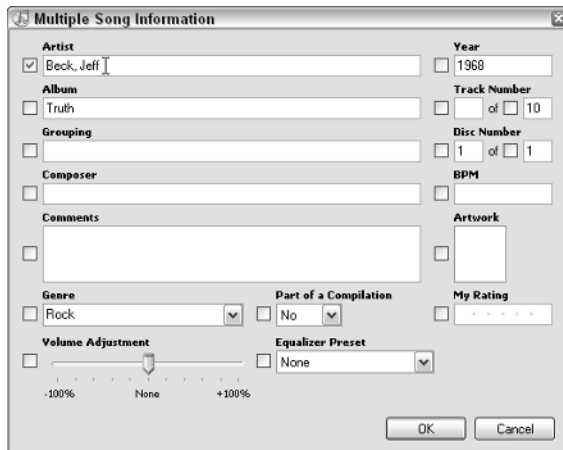 Multiple Song Information
Artist
Year
Beck, Jeff
1968
Album
Track Number
Truth
of
10
Grouping
Disc Number
1 of 1
Composer
BPM
Comments
Artwork
Genre
Part of a Compilation
My Rating
Rock
No
Volume Adjustment
Equalizer Preset
None
-100% None +100%
OK
Cancel